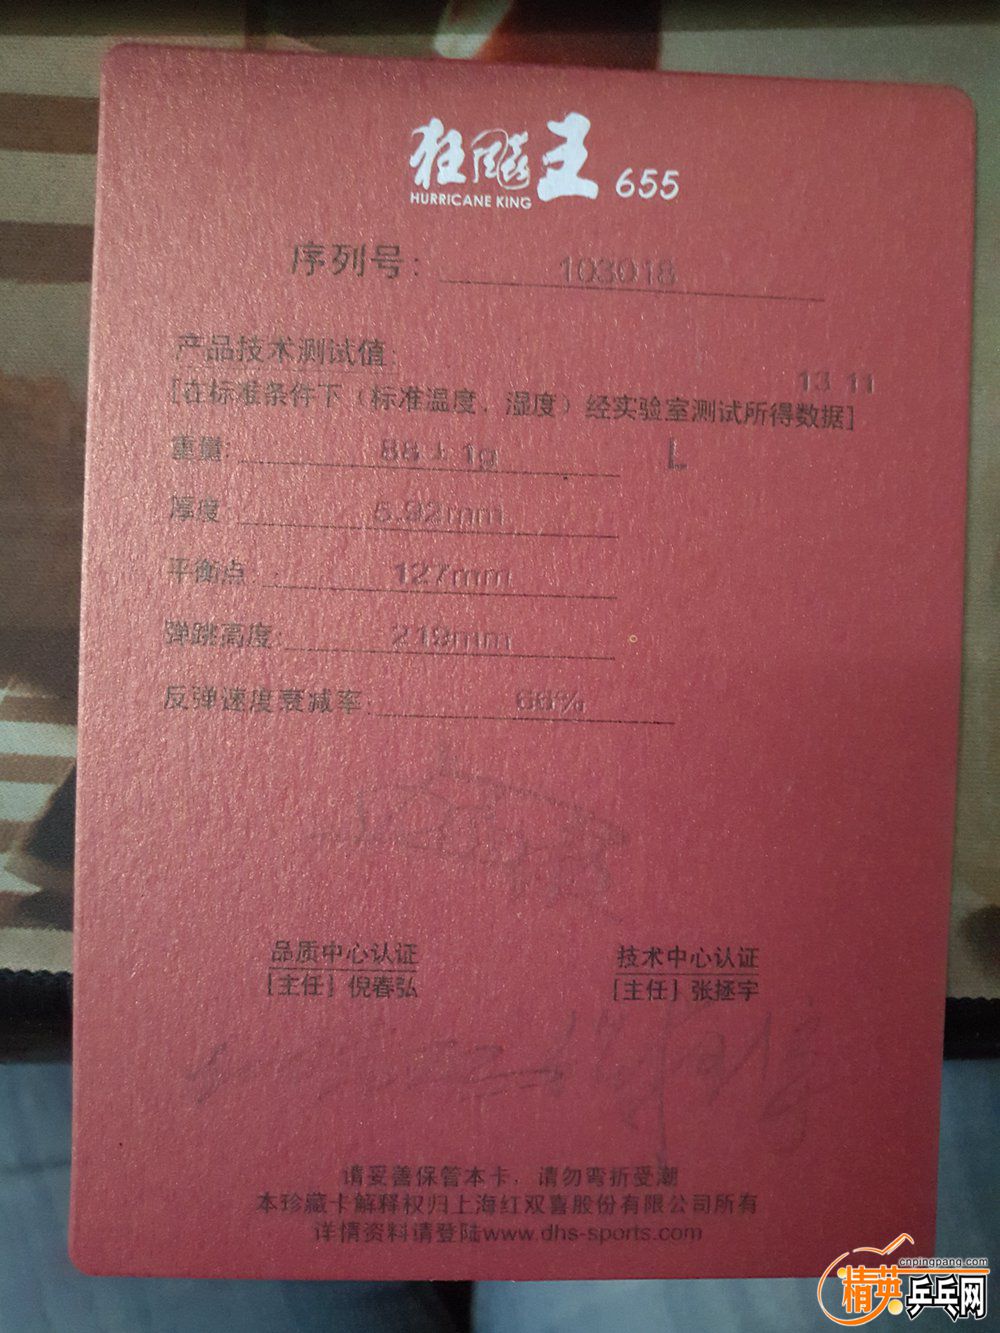 狂飚王 655
HURRICANE KING
序列号: 103018
产品技术测试值:
13 11
[在标准条件下（标准温度、湿度）经实验室测试所得数据]
重量: 88±1g L
厚度: 5.92mm
平衡点: 127mm
弹跳高度: 219mm
反弹速度衰减率: 66%
品质中心认证 技术中心认证
[主任] 倪春弘 [主任] 张拯宇
请妥善保管本卡，请勿弯折受潮
本珍藏卡解释权归上海红双喜股份有限公司所有
详情资料请登陆www.dhs-sports.com
cnpingpang.com
精英乒乓网